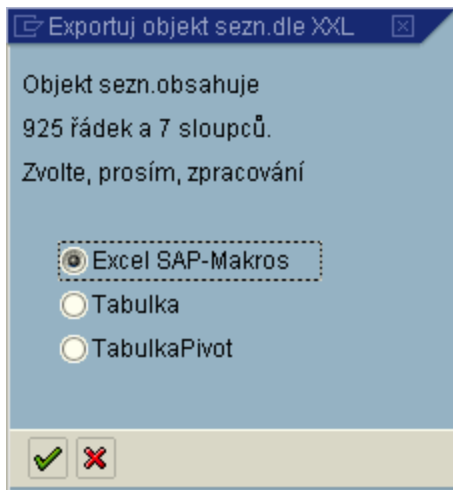 Exportuj objekt sezn.dle XXL
Objekt sezn.obsahuje
925 řádek a 7 sloupců.
Zvolte, prosím, zpracování
Excel SAP-Makros
Tabulka
TabulkaPivot